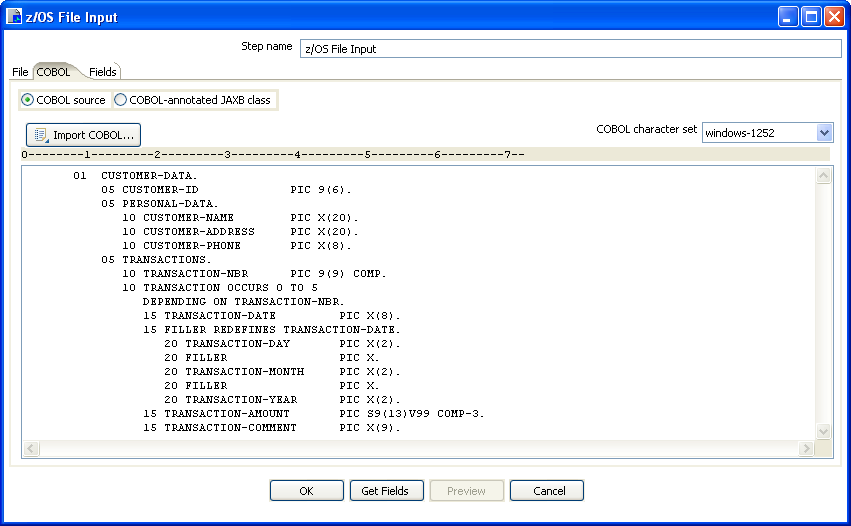 z/OS File Input
Step name z/OS File Input
File COBOL Fields
COBOL source COBOL-annotated JAXB class
Import COBOL... COBOL character set windows-1252
0--------1---------2---------3---------4---------5---------6---------7--
01  CUSTOMER-DATA.
05 CUSTOMER-ID             PIC 9(6).
05 PERSONAL-DATA.
10 CUSTOMER-NAME        PIC X(20).
10 CUSTOMER-ADDRESS     PIC X(20).
10 CUSTOMER-PHONE       PIC X(8).
05 TRANSACTIONS.
10 TRANSACTION-NBR      PIC 9(9) COMP.
10 TRANSACTION OCCURS 0 TO 5
DEPENDING ON TRANSACTION-NBR.
15 TRANSACTION-DATE         PIC X(8).
15 FILLER REDEFINES TRANSACTION-DATE.
20 TRANSACTION-DAY       PIC X(2).
20 FILLER                PIC X.
20 TRANSACTION-MONTH     PIC X(2).
20 FILLER                PIC X.
20 TRANSACTION-YEAR      PIC X(2).
15 TRANSACTION-AMOUNT       PIC S9(13)V99 COMP-3.
15 TRANSACTION-COMMENT      PIC X(9).
OK Get Fields Preview Cancel